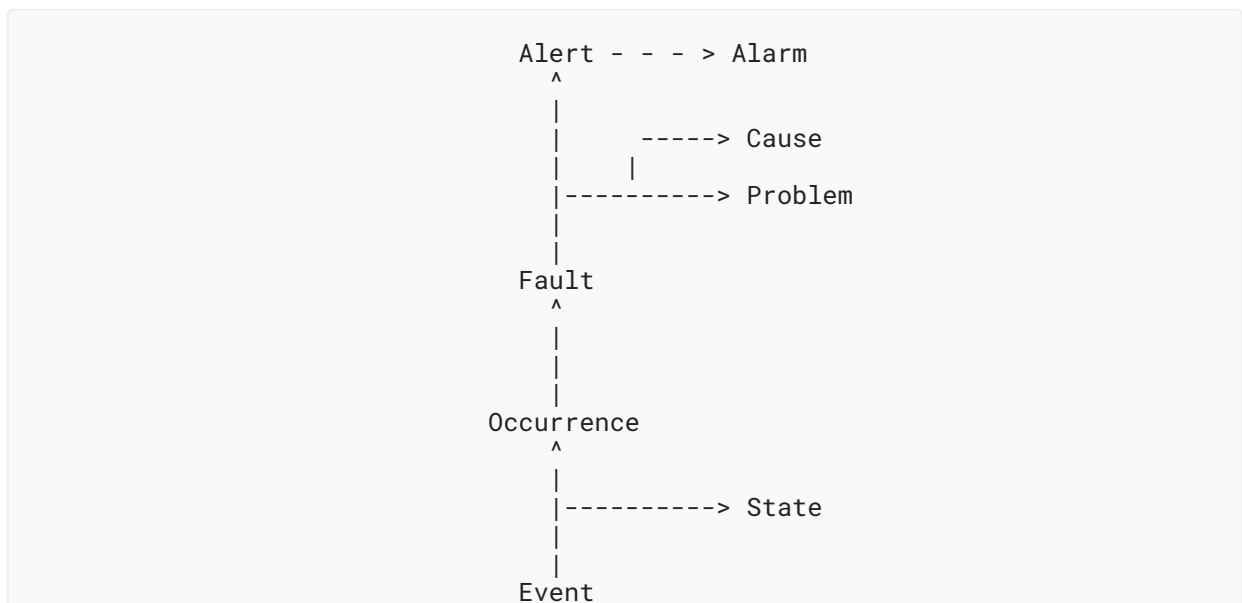 Alert - - - > Alarm
^
|
|     -----> Cause
|    |
|----------> Problem
|
|
Fault
^
|
|
|
Occurrence
^
|
|----------> State
|
|
Event